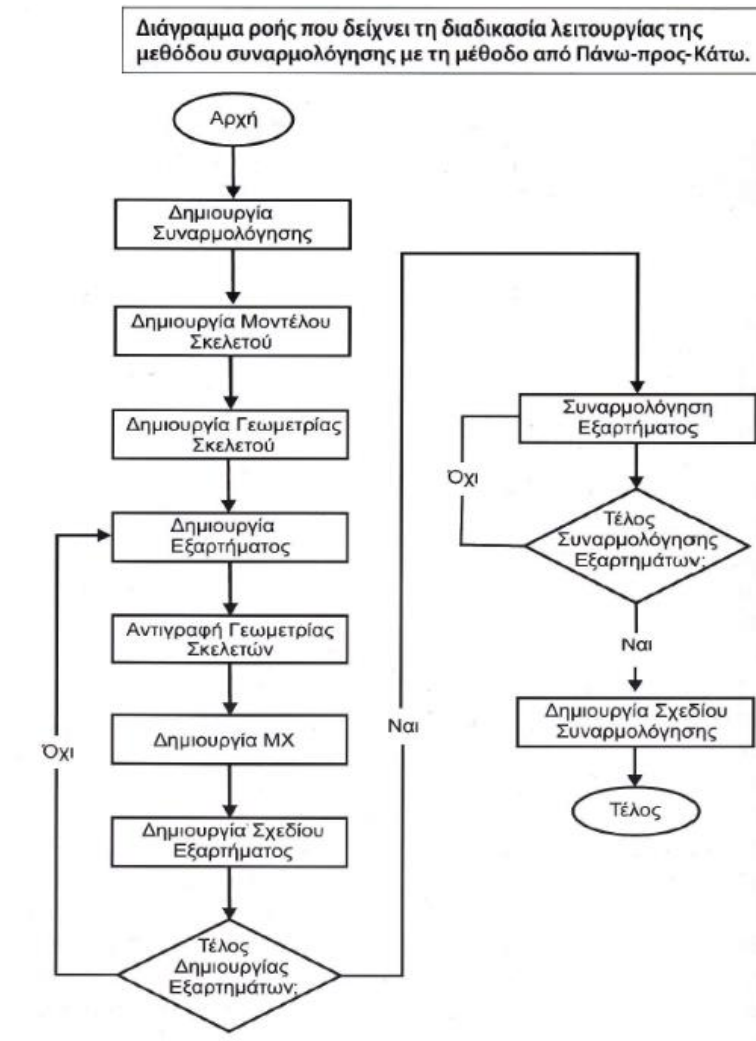 Διάγραμμα ροής που δείχνει τη διαδικασία λειτουργίας της
μεθόδου συναρμολόγησης με τη μέθοδο από Πάνω-προς-Κάτω.
Αρχή
Δημιουργία
Συναρμολόγησης
Δημιουργία Μοντέλου
Σκελετού
Δημιουργία Γεωμετρίας
Σκελετού
Δημιουργία
Εξαρτήματος
Αντιγραφή Γεωμετρίας
Σκελετών
Δημιουργία ΜΧ
Δημιουργία Σχεδίου
Εξαρτήματος
Τέλος
Δημιουργίας
Εξαρτημάτων;
Όχι
Ναι
Συναρμολόγηση
Εξαρτήματος
Όχι
Τέλος
Συναρμολόγησης
Εξαρτημάτων;
Ναι
Δημιουργία Σχεδίου
Συναρμολόγησης
Τέλος